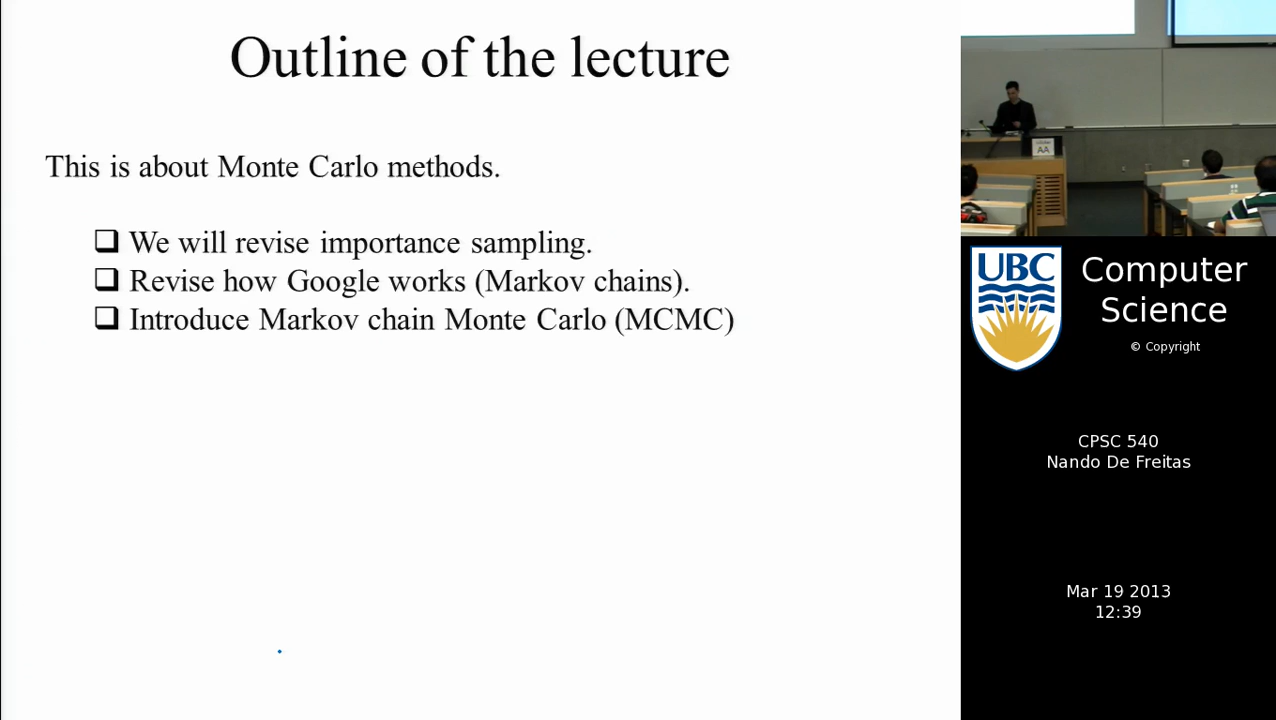 Outline of the lecture
This is about Monte Carlo methods.
We will revise importance sampling.
Revise how Google works (Markov chains).
Introduce Markov chain Monte Carlo (MCMC)
AA
UBC
Computer
Science
© Copyright
CPSC 540
Nando De Freitas
Mar 19 2013
12:39